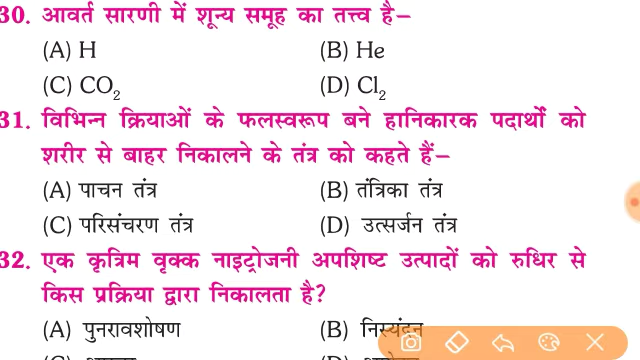 30. आवर्त सारणी में शून्य समूह का तत्त्व है–
(A) H (B) He
(C) CO₂ (D) Cl₂
31. विभिन्न क्रियाओं के फलस्वरूप बने हानिकारक पदार्थों को
शरीर से बाहर निकालने के तंत्र को कहते हैं–
(A) पाचन तंत्र (B) तंत्रिका तंत्र
(C) परिसंचरण तंत्र (D) उत्सर्जन तंत्र
32. एक कृत्रिम वृक्क नाइट्रोजनी अपशिष्ट उत्पादों को रुधिर से
किस प्रक्रिया द्वारा निकालता है?
(A) पुनरावशोषण (B) निस्यंदन